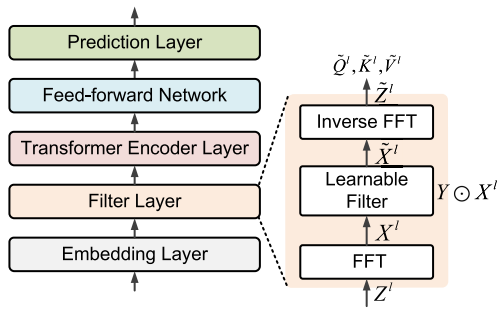 Prediction Layer
Feed-forward Network
Transformer Encoder Layer
Filter Layer
Embedding Layer
Q̃ˡ, K̃ˡ, Ṽˡ
Z̃ˡ
Inverse FFT
X̃ˡ
Learnable
Filter
Y ⊙ Xˡ
Xˡ
FFT
Zˡ